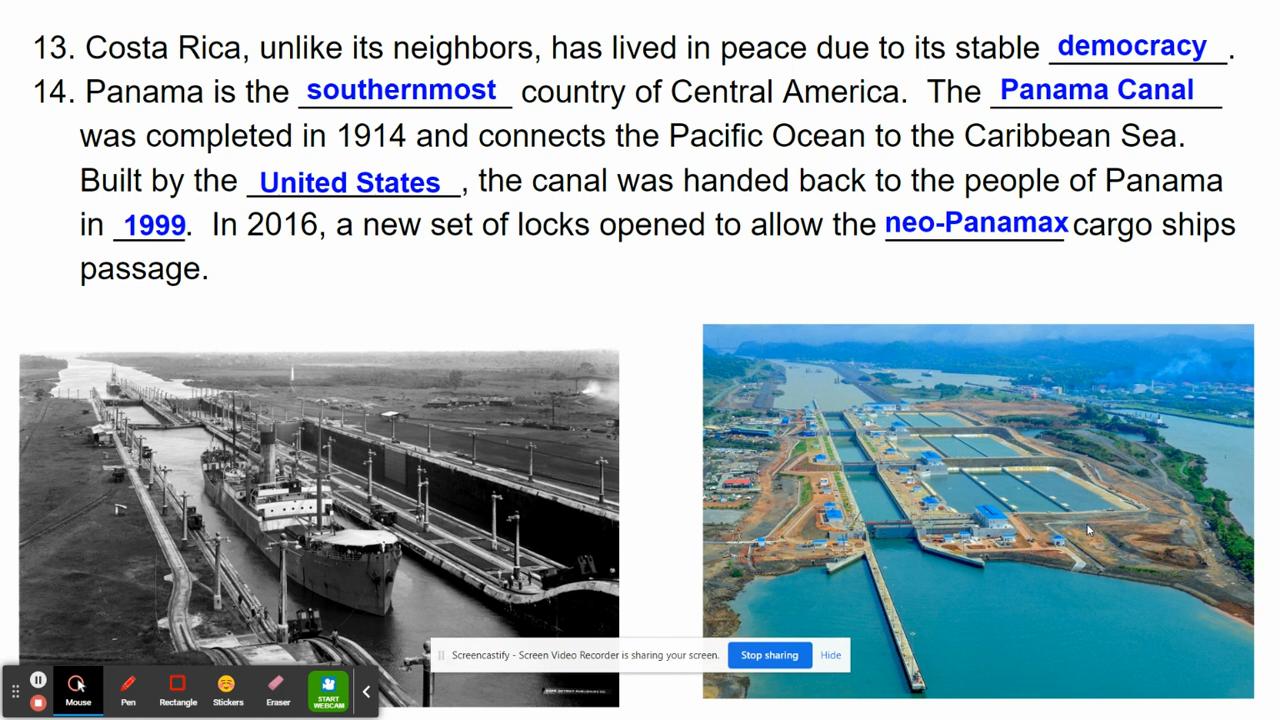 13. Costa Rica, unlike its neighbors, has lived in peace due to its stable democracy.
14. Panama is the southernmost country of Central America. The Panama Canal
was completed in 1914 and connects the Pacific Ocean to the Caribbean Sea.
Built by the United States, the canal was handed back to the people of Panama
in 1999. In 2016, a new set of locks opened to allow the neo-Panamax cargo ships
passage.
Screencastify - Screen Video Recorder is sharing your screen. Stop sharing Hide
Mouse Pen Rectangle Stickers Eraser START WEBCAM